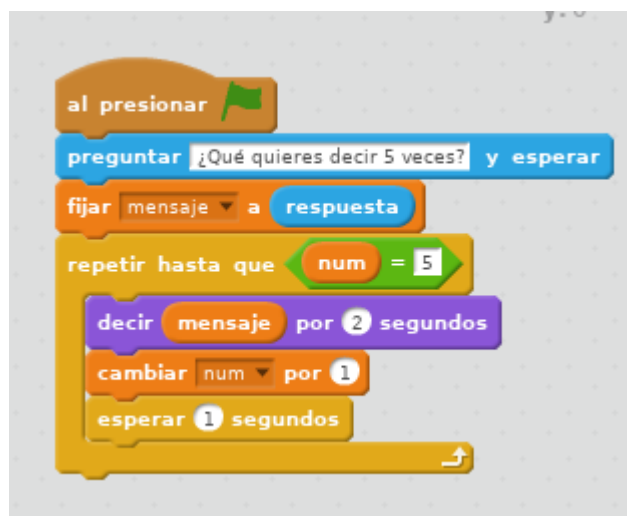 al presionar
preguntar ¿Qué quieres decir 5 veces? y esperar
fijar mensaje a respuesta
repetir hasta que num = 5
decir mensaje por 2 segundos
cambiar num por 1
esperar 1 segundos